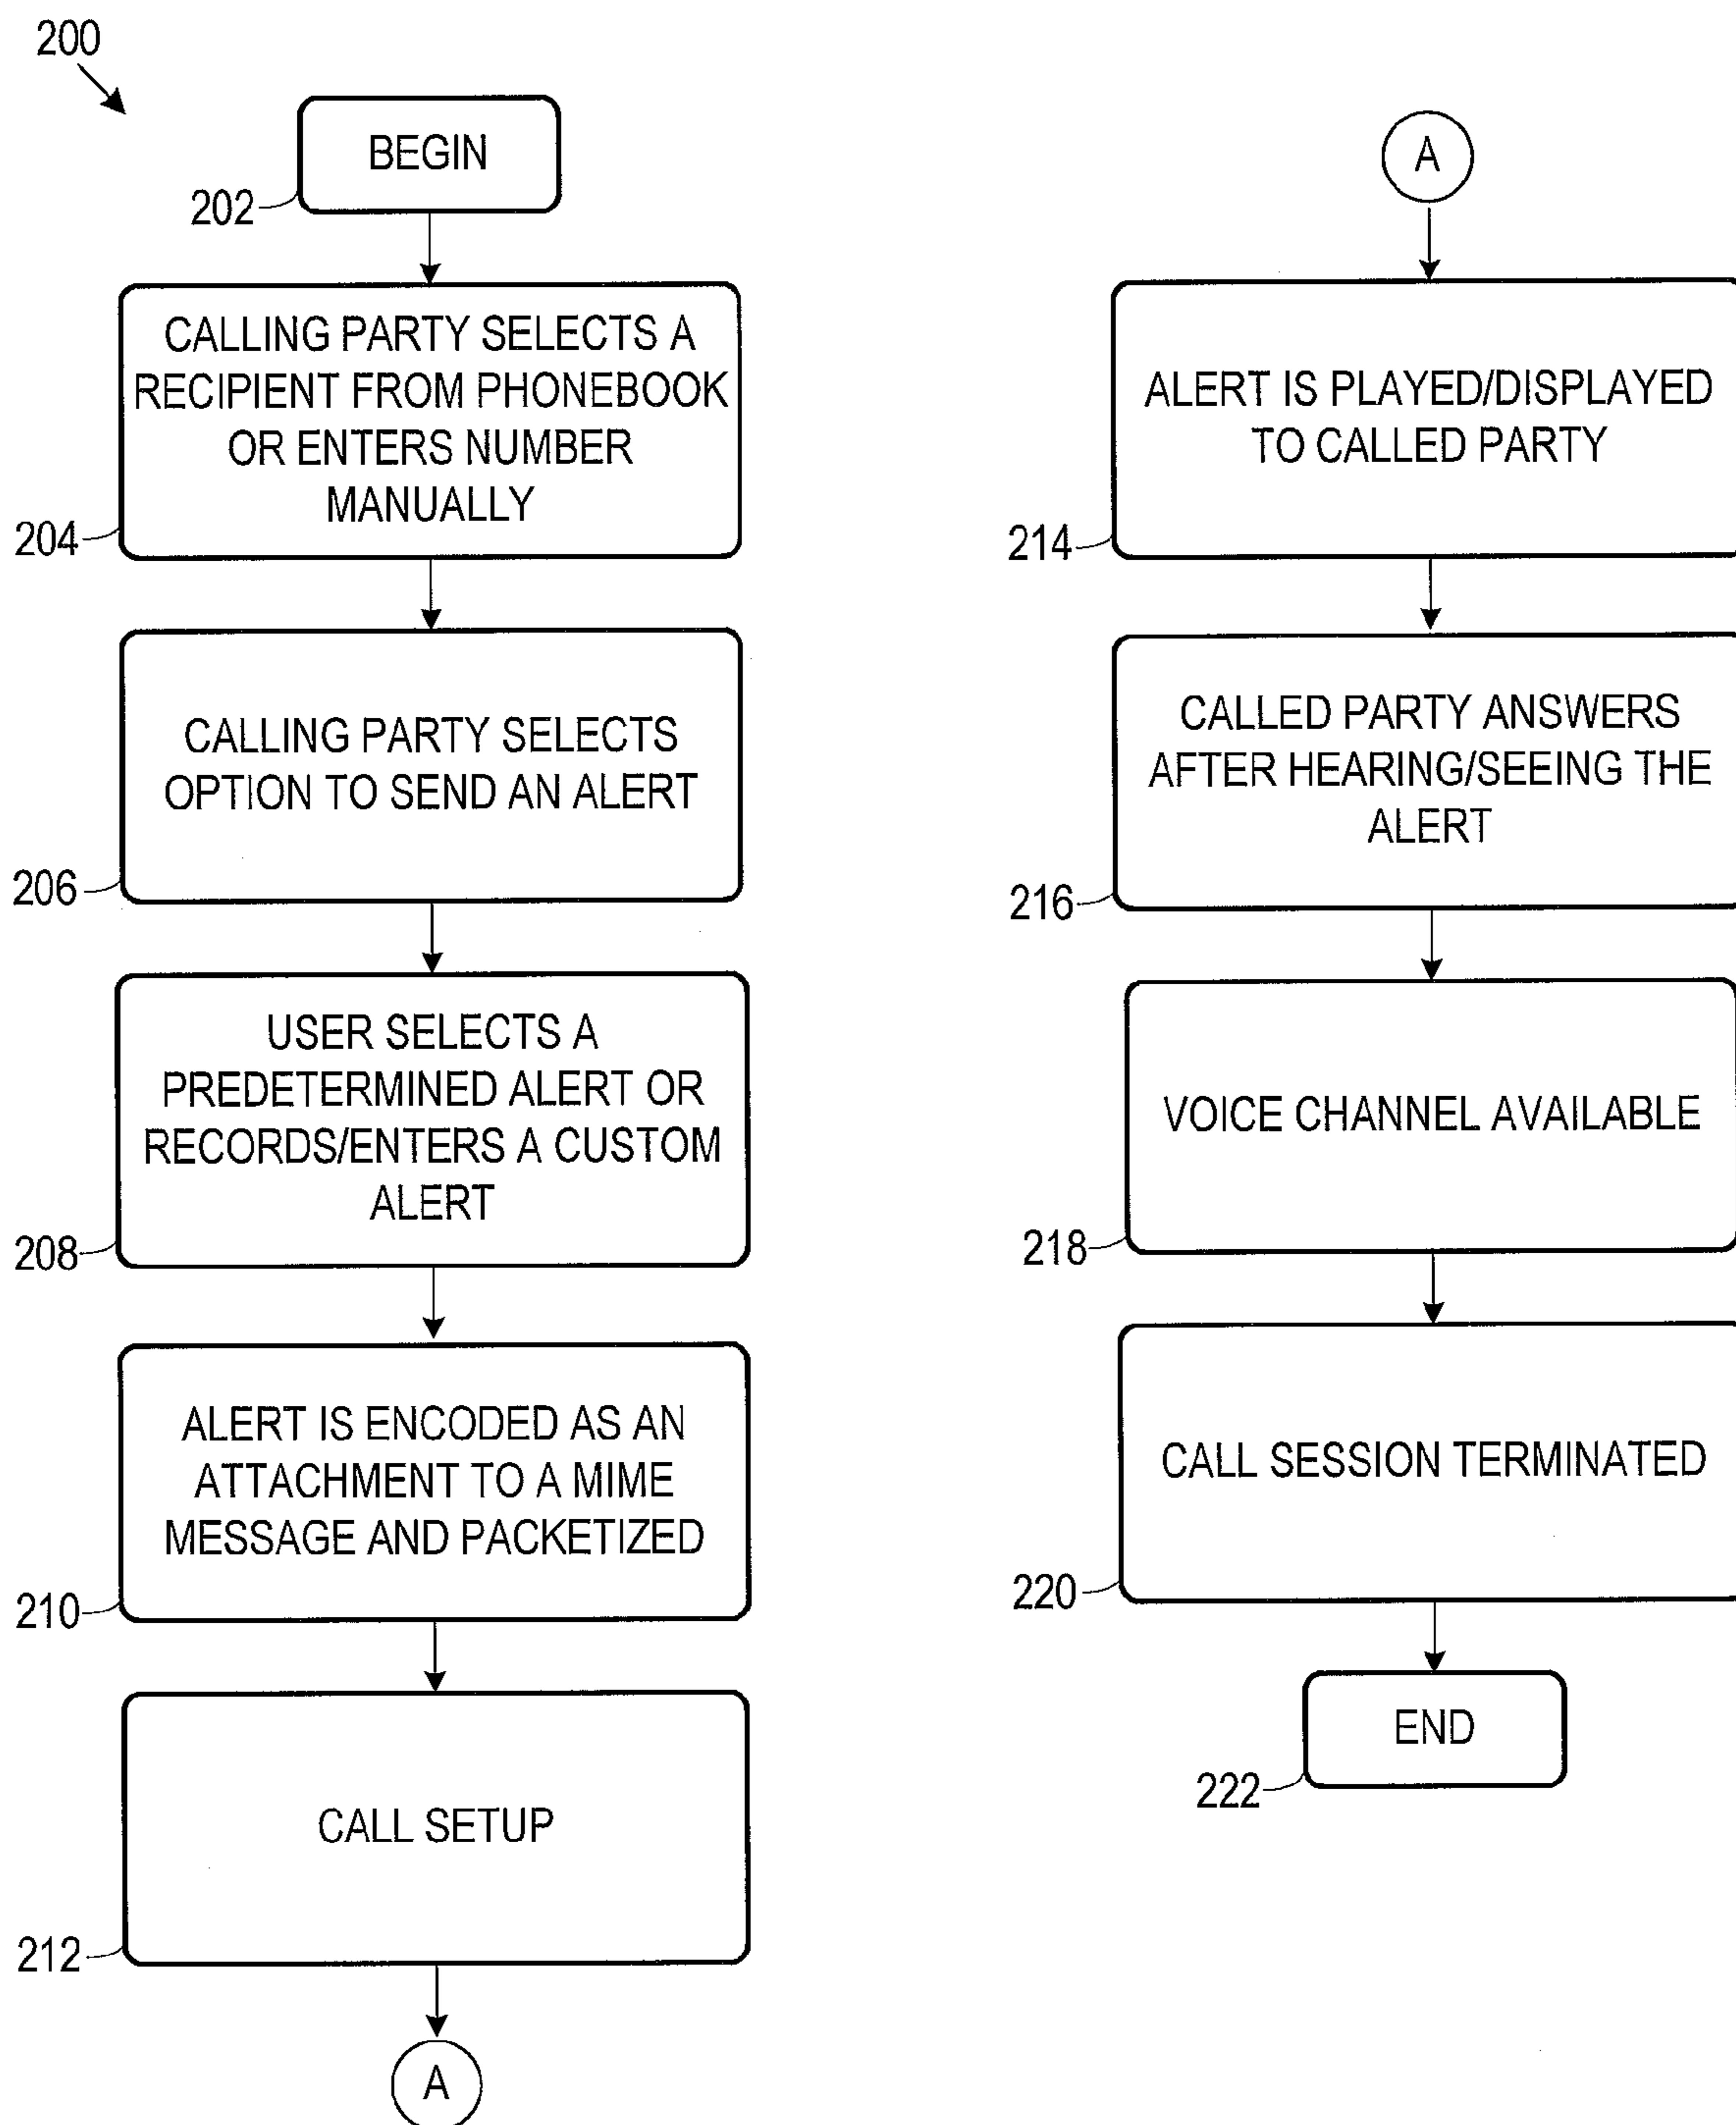 200
BEGIN
202
CALLING PARTY SELECTS A
RECIPIENT FROM PHONEBOOK
OR ENTERS NUMBER
MANUALLY
204
CALLING PARTY SELECTS
OPTION TO SEND AN ALERT
206
USER SELECTS A
PREDETERMINED ALERT OR
RECORDS/ENTERS A CUSTOM
ALERT
208
ALERT IS ENCODED AS AN
ATTACHMENT TO A MIME
MESSAGE AND PACKETIZED
210
CALL SETUP
212
A
A
ALERT IS PLAYED/DISPLAYED
TO CALLED PARTY
214
CALLED PARTY ANSWERS
AFTER HEARING/SEEING THE
ALERT
216
VOICE CHANNEL AVAILABLE
218
CALL SESSION TERMINATED
220
END
222